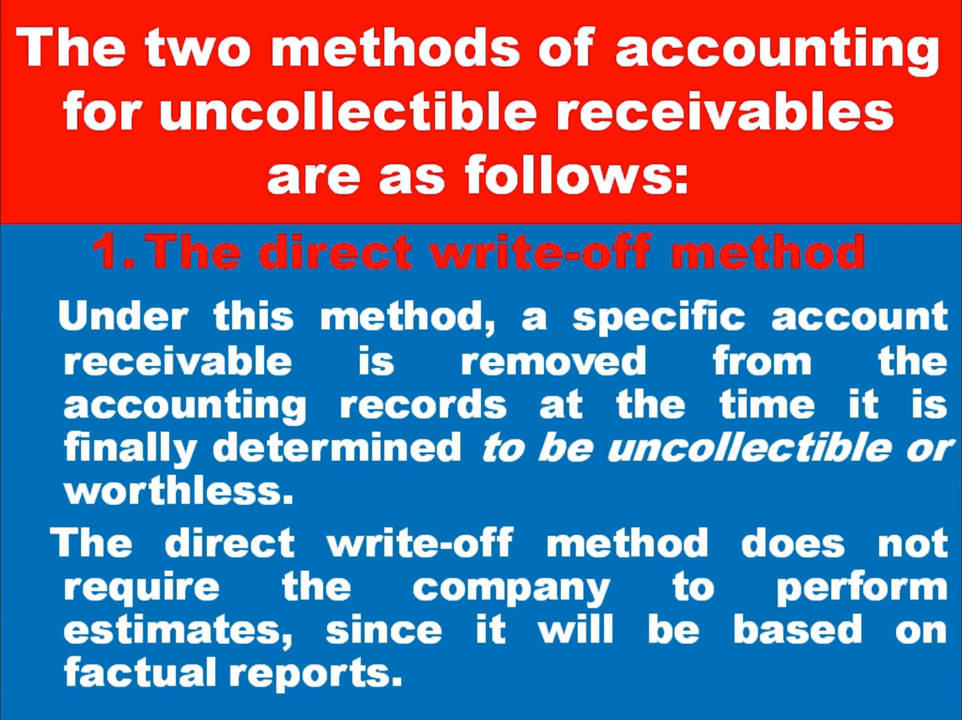 The two methods of accounting
for uncollectible receivables
are as follows:
1. The direct write-off method
Under this method, a specific account
receivable is removed from the
accounting records at the time it is
finally determined to be uncollectible or
worthless.
The direct write-off method does not
require the company to perform
estimates, since it will be based on
factual reports.